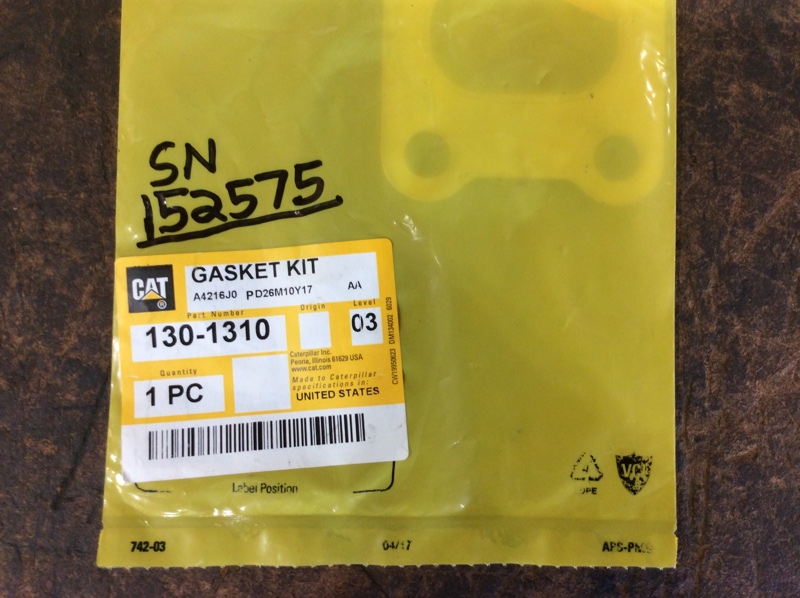 SN
152575
CAT
®
GASKET KIT
A4216J0 PD26M10Y17 AA
Part Number
Origin
Level
130-1310
03
Caterpillar Inc.
Peoria, Illinois 61629 USA
www.cat.com
Quantity
Made to Caterpillar
specifications in:
1 PC
UNITED STATES
Label Position
742-03
04/17